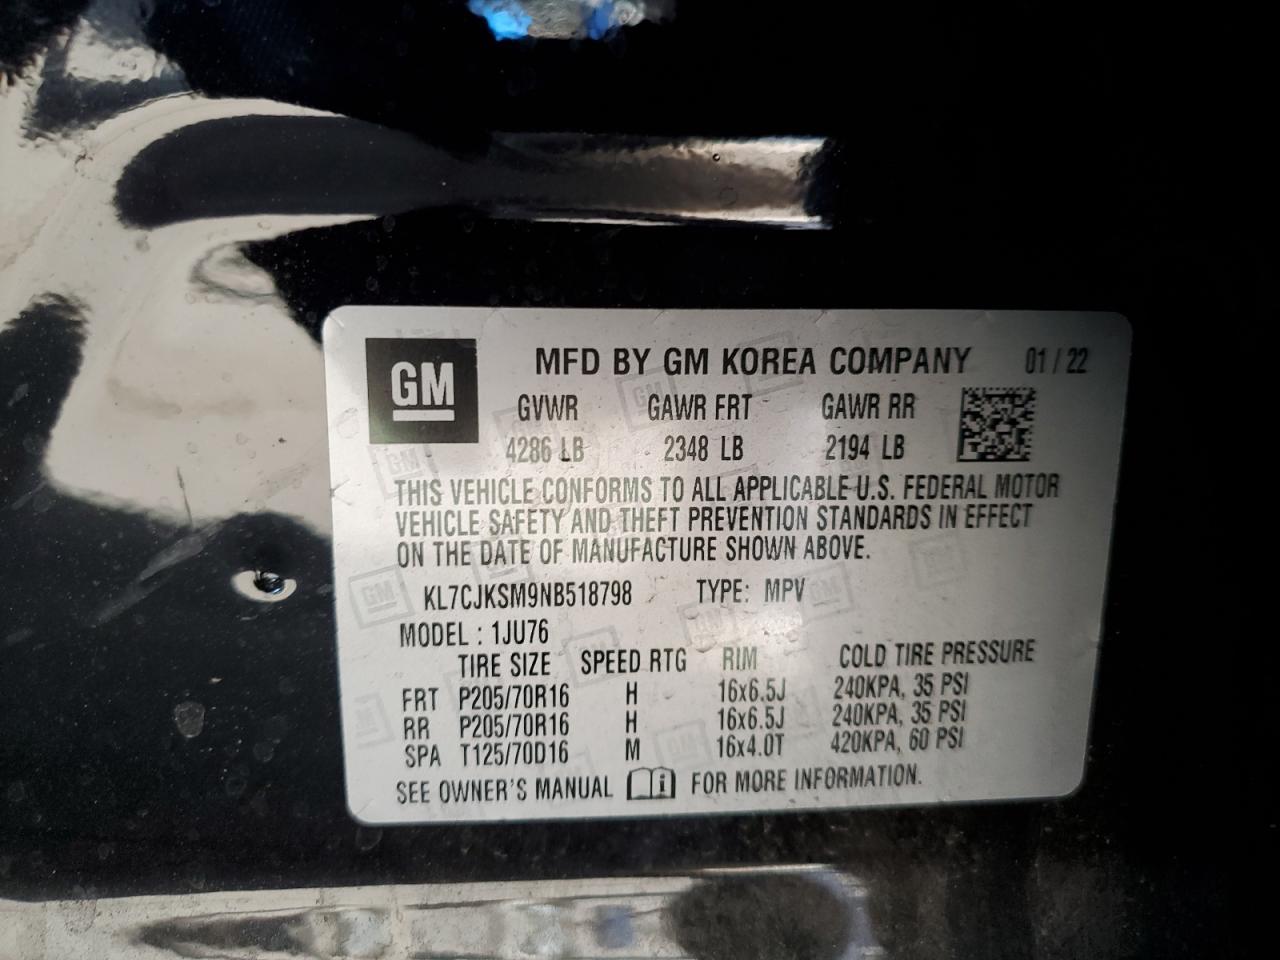 GM MFD BY GM KOREA COMPANY 01 / 22
GVWR GAWR FRT GAWR RR
4286 LB 2348 LB 2194 LB
THIS VEHICLE CONFORMS TO ALL APPLICABLE U.S. FEDERAL MOTOR
VEHICLE SAFETY AND THEFT PREVENTION STANDARDS IN EFFECT
ON THE DATE OF MANUFACTURE SHOWN ABOVE.
KL7CJKSM9NB518798 TYPE: MPV
MODEL : 1JU76
TIRE SIZE SPEED RTG RIM COLD TIRE PRESSURE
FRT P205/70R16 H 16x6.5J 240KPA, 35 PSI
RR P205/70R16 H 16x6.5J 240KPA, 35 PSI
SPA T125/70D16 M 16x4.0T 420KPA, 60 PSI
SEE OWNER'S MANUAL i FOR MORE INFORMATION.